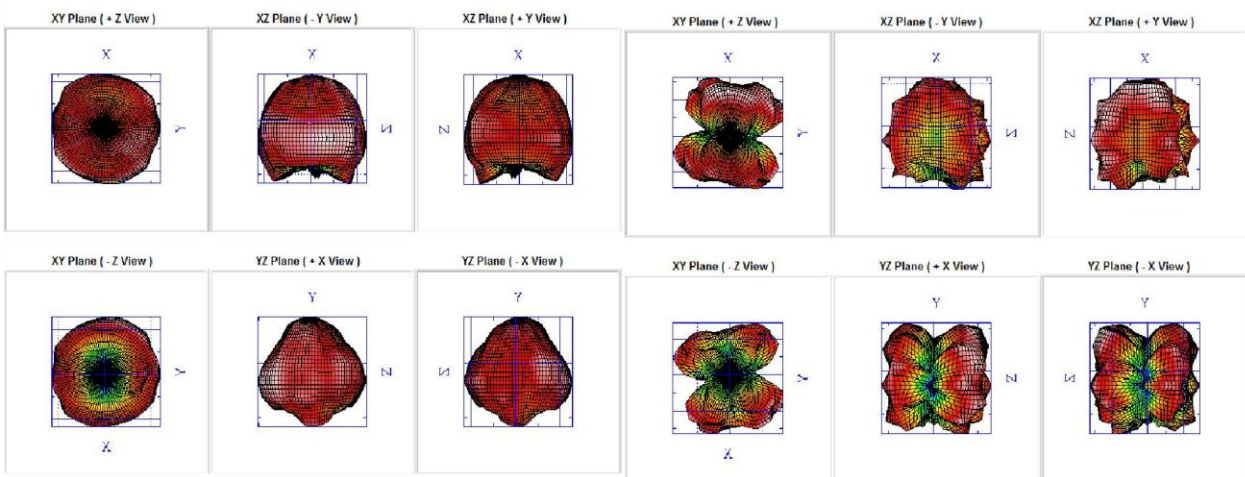 XY Plane ( + Z View ) XZ Plane ( - Y View ) XZ Plane ( + Y View ) XY Plane ( + Z View ) XZ Plane ( - Y View ) XZ Plane ( + Y View )
X X X X X X
Y Z Z Y Z Z
XY Plane ( - Z View ) YZ Plane ( + X View ) YZ Plane ( - X View ) XY Plane ( - Z View ) YZ Plane ( + X View ) YZ Plane ( - X View )
Y Y Y Y
Y Z Z Y Z Z
X X